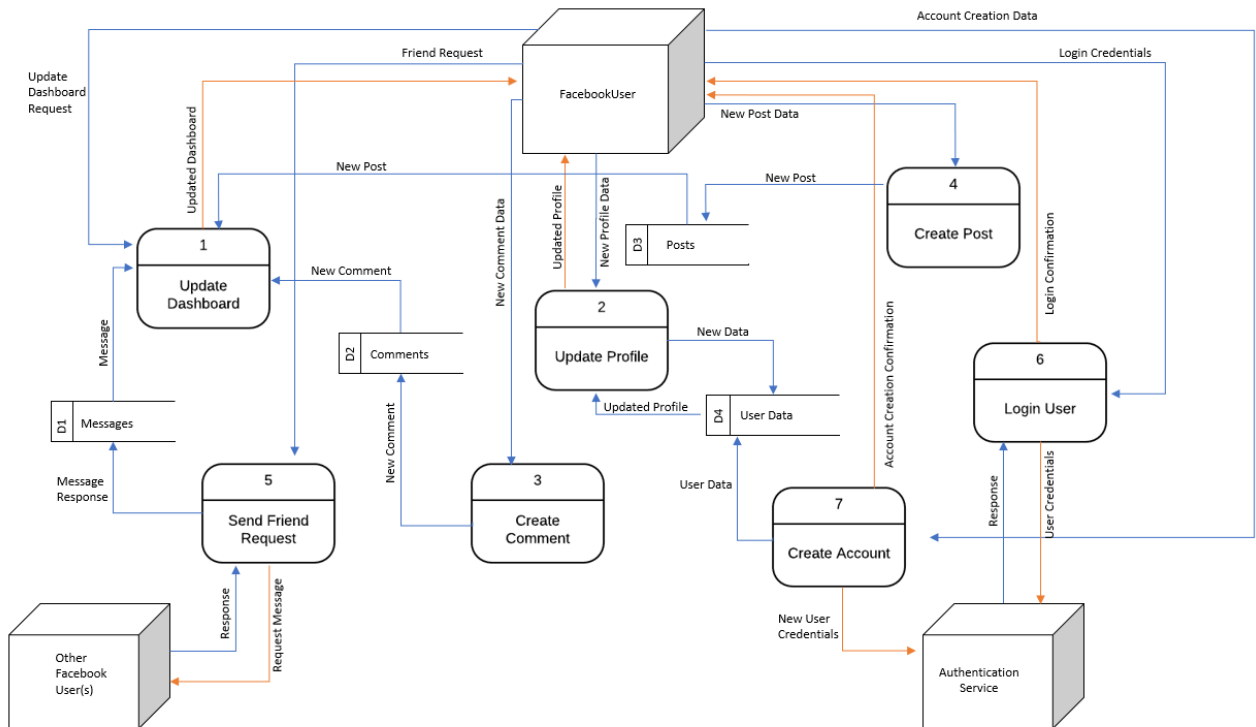 Account Creation Data
Friend Request
Login Credentials
Update
Dashboard
Request
FacebookUser
New Post Data
Updated Dashboard
New Post
New Post
4
Create Post
Updated Profile
New Profile Data
New Comment Data
D3
Posts
1
Update
Dashboard
New Comment
Login Confirmation
2
Update Profile
New Data
Message
D2
Comments
Account Creation Confirmation
6
Login User
D1
Messages
Updated Profile
D4
User Data
New Comment
Message
Response
5
Send Friend
Request
3
Create
Comment
User Data
7
Create Account
Response
User Credentials
Response
Request Message
New User
Credentials
Other
Facebook
User(s)
Authentication
Service